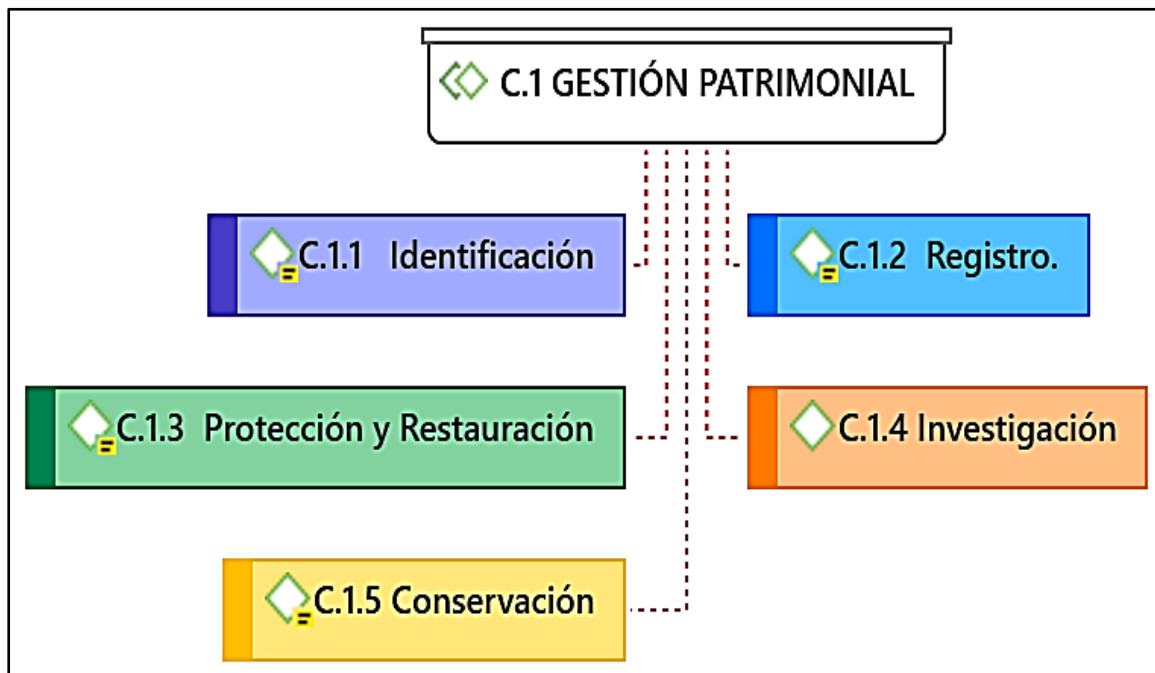 C.1 GESTIÓN PATRIMONIAL
C.1.1 Identificación
C.1.2 Registro.
C.1.3 Protección y Restauración
C.1.4 Investigación
C.1.5 Conservación